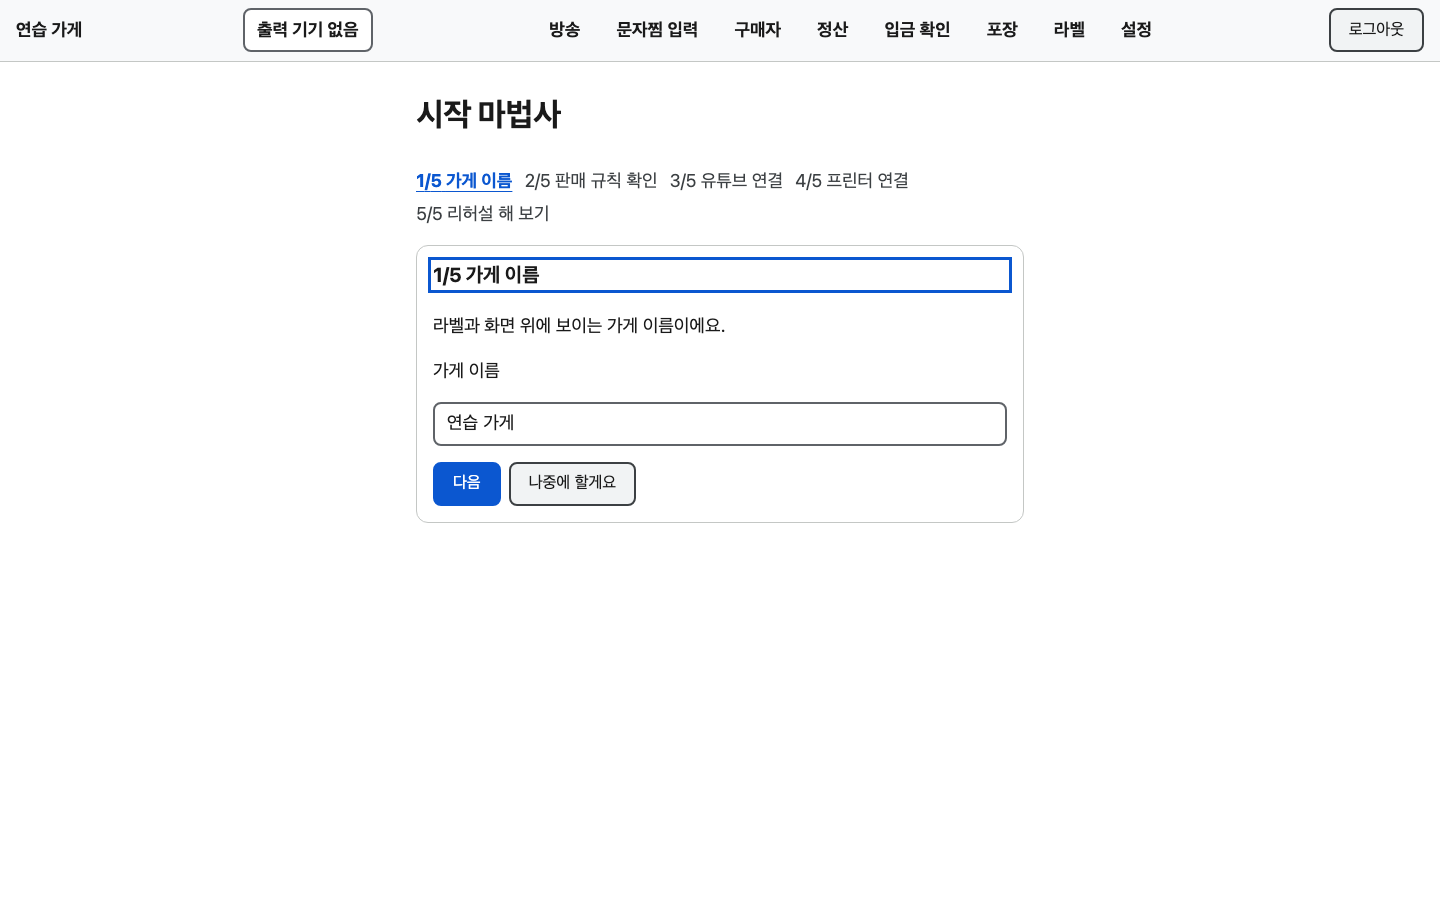 연습 가게
출력 기기 없음
방송
문자찜 입력
구매자
정산
입금 확인
포장
라벨
설정
로그아웃
시작 마법사
1/5 가게 이름
2/5 판매 규칙 확인
3/5 유튜브 연결
4/5 프린터 연결
5/5 리허설 해 보기
1/5 가게 이름
라벨과 화면 위에 보이는 가게 이름이에요.
가게 이름
연습 가게
다음
나중에 할게요